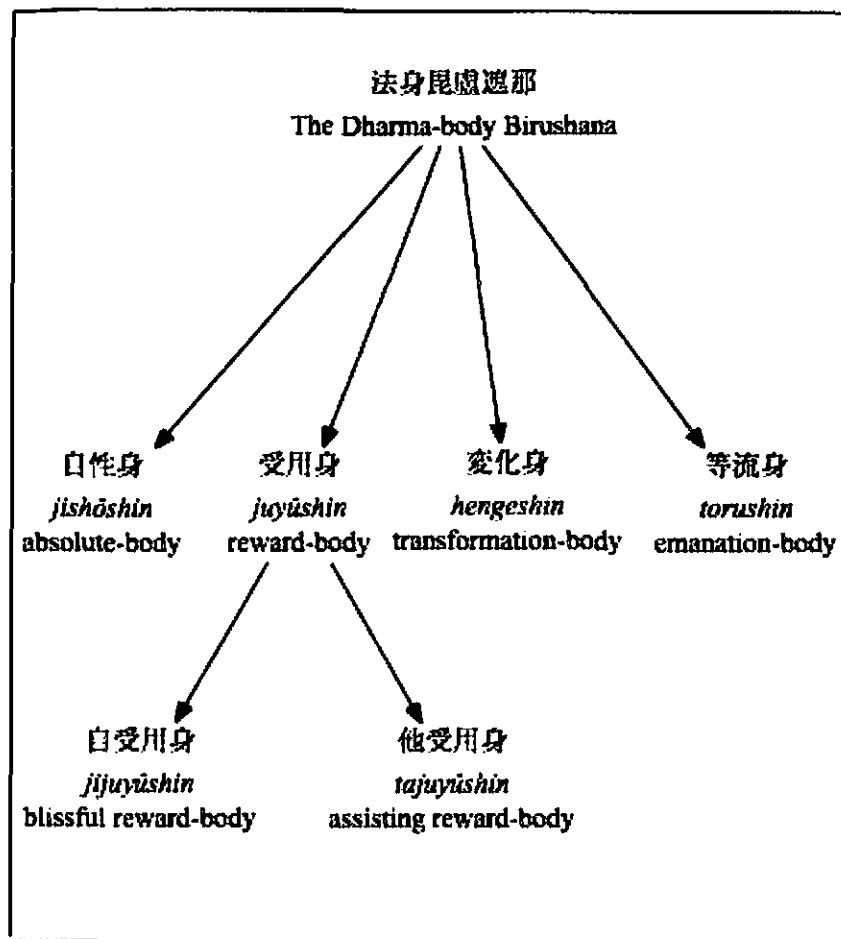 法身毘盧遮那
The Dharma-body Birushana
自性身 受用身 変化身 等流身
jishōshin juyūshin hengeshin torushin
absolute-body reward-body transformation-body emanation-body
自受用身 他受用身
jijuyūshin tajuyūshin
blissful reward-body assisting reward-body